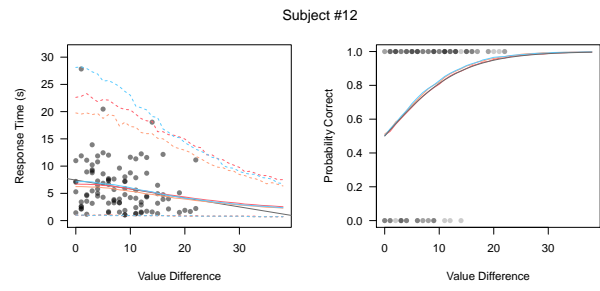 Subject #12
Response Time (s)
30
25
20
15
10
5
0
0 10 20 30
Value Difference
Probability Correct
1.0
0.8
0.6
0.4
0.2
0.0
0 10 20 30
Value Difference